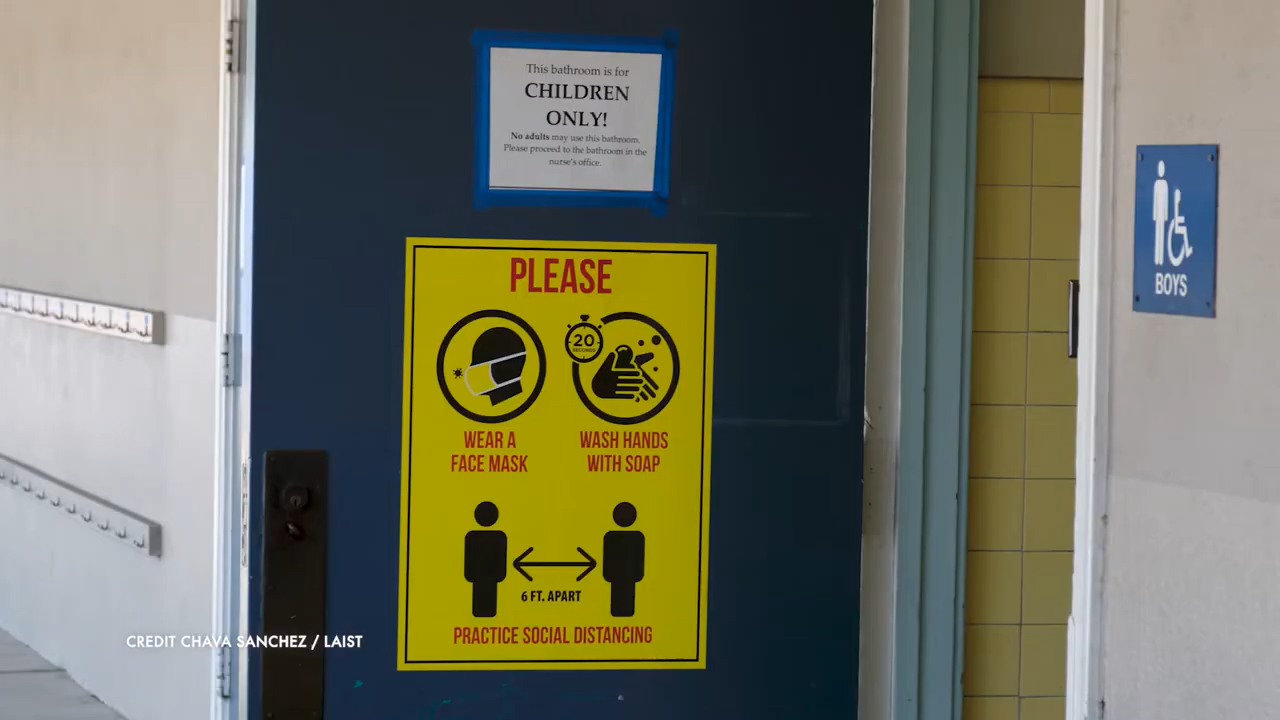 This bathroom is for
CHILDREN
ONLY!
No adults may use this bathroom.
Please proceed to the bathroom in the
nurse's office.
PLEASE
20
SECONDS
WEAR A
FACE MASK
WASH HANDS
WITH SOAP
6 FT. APART
PRACTICE SOCIAL DISTANCING
BOYS
CREDIT CHAVA SANCHEZ / LAIST